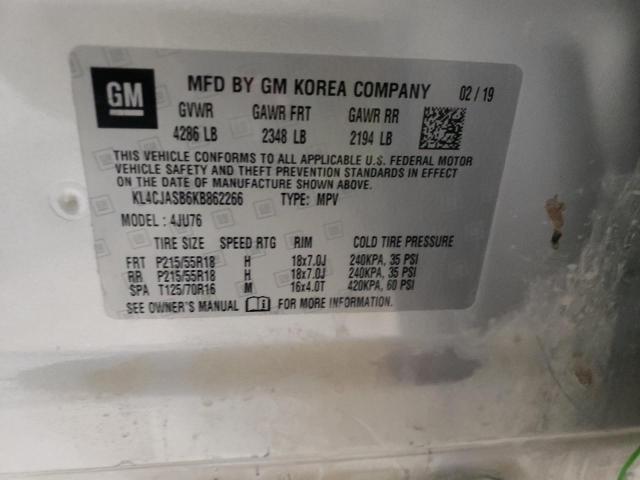 GM MFD BY GM KOREA COMPANY 02 / 19
GVWR GAWR FRT GAWR RR
4286 LB 2348 LB 2194 LB
THIS VEHICLE CONFORMS TO ALL APPLICABLE U.S. FEDERAL MOTOR
VEHICLE SAFETY AND THEFT PREVENTION STANDARDS IN EFFECT
ON THE DATE OF MANUFACTURE SHOWN ABOVE.
KL4CJASB6KB862266 TYPE: MPV
MODEL: 4JU76
TIRE SIZE SPEED RTG RIM COLD TIRE PRESSURE
FRT P215/55R18 H 18x7.0J 240KPA, 35 PSI
RR P215/55R18 H 18x7.0J 240KPA, 35 PSI
SPA T125/70R16 M 16x4.0T 420KPA, 60 PSI
SEE OWNER'S MANUAL FOR MORE INFORMATION.